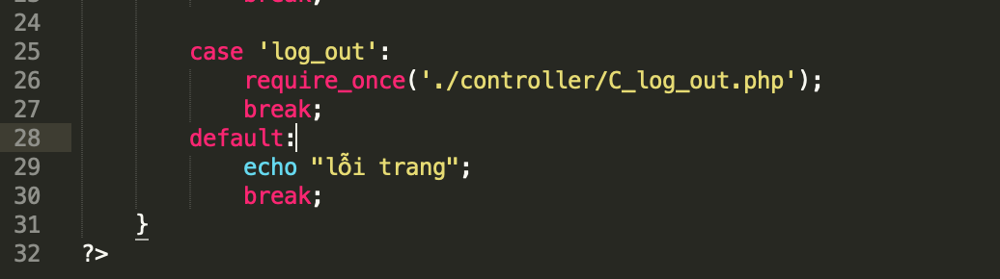 24
25 case 'log_out':
26 require_once('./controller/C_log_out.php');
27 break;
28 default:
29 echo "lỗi trang";
30 break;
31 }
32 ?>